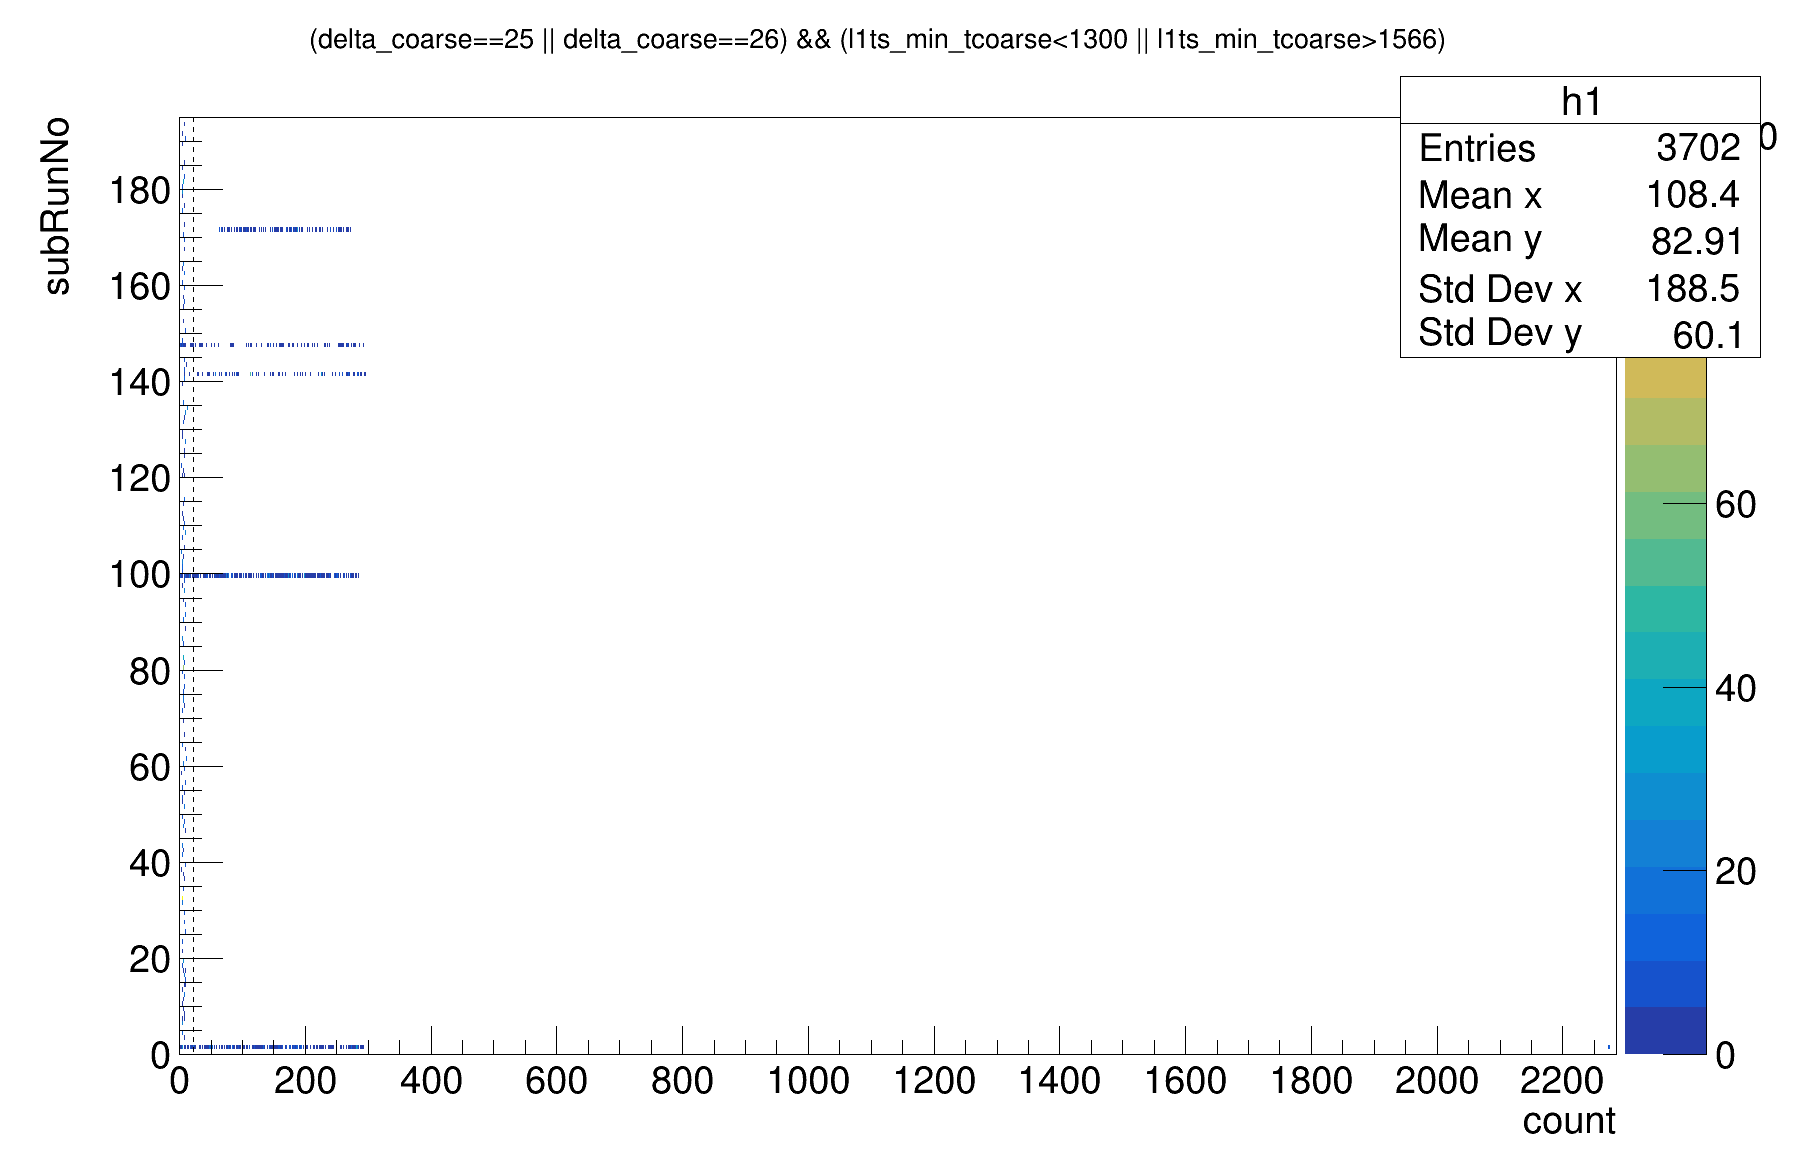 (delta_coarse==25 || delta_coarse==26) && (l1ts_min_tcoarse<1300 || l1ts_min_tcoarse>1566)
h1
Entries 3702
Mean x 108.4
Mean y 82.91
Std Dev x 188.5
Std Dev y 60.1
subRunNo
180
160
140
120
100
80
60
40
20
0
0 200 400 600 800 1000 1200 1400 1600 1800 2000 2200
count
0
60
40
20
0